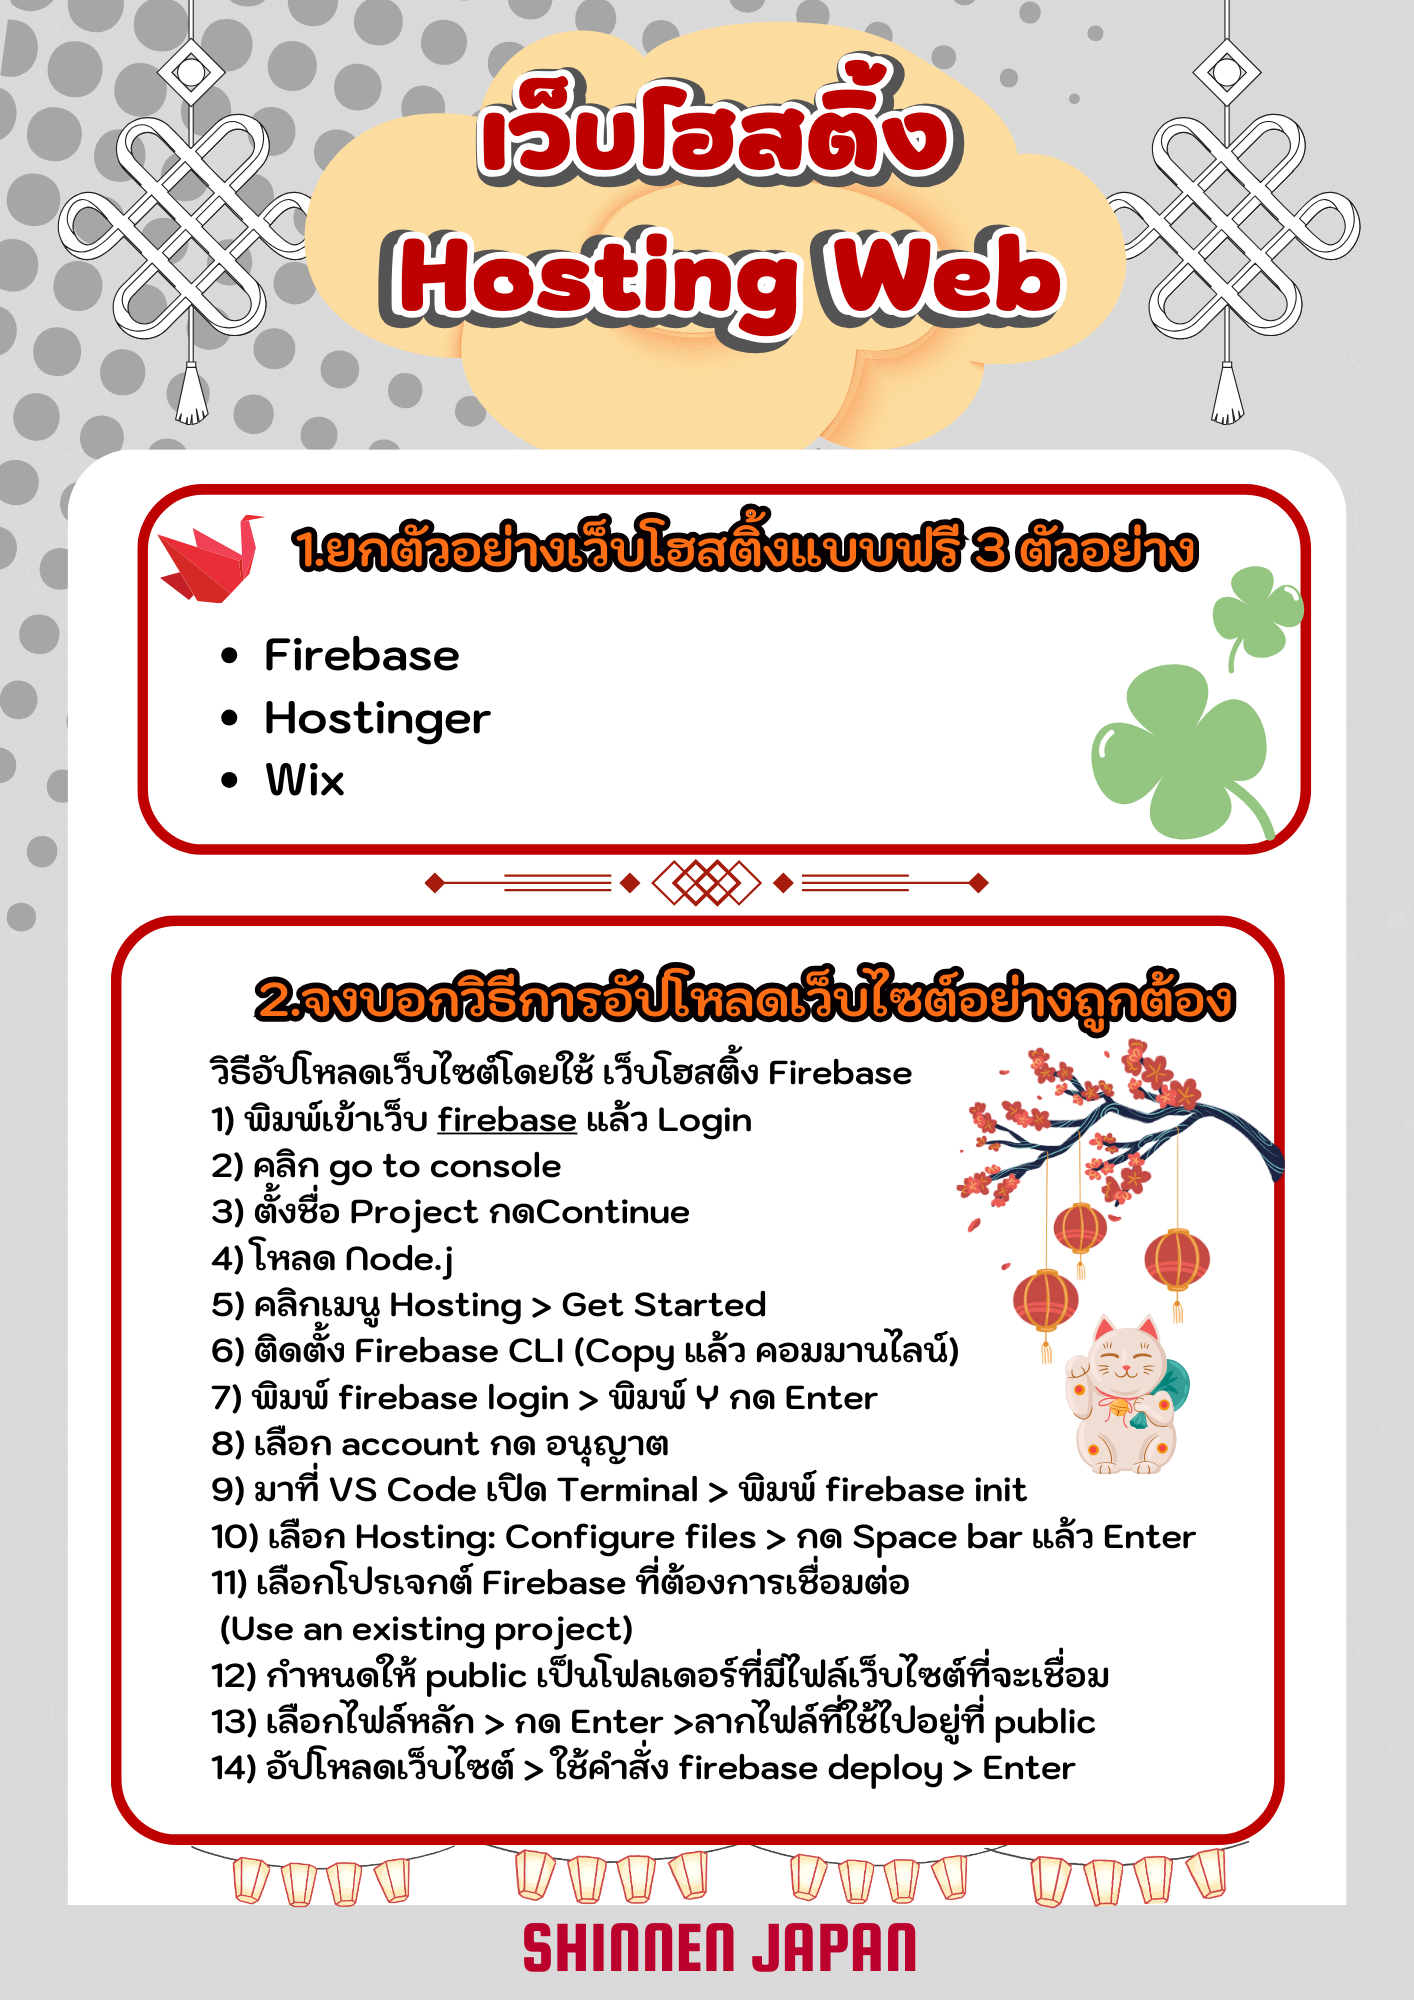 เว็บโฮสติ้ง
Hosting Web
1.ยกตัวอย่างเว็บโฮสติ้งแบบฟรี 3 ตัวอย่าง
• Firebase
• Hostinger
• Wix
2.จงบอกวิธีการอัปโหลดเว็บไซต์อย่างถูกต้อง
วิธีอัปโหลดเว็บไซต์โดยใช้ เว็บโฮสติ้ง Firebase
1) พิมพ์เข้าเว็บ firebase แล้ว Login
2) คลิก go to console
3) ตั้งชื่อ Project กดContinue
4) โหลด Node.j
5) คลิกเมนู Hosting > Get Started
6) ติดตั้ง Firebase CLI (Copy แล้ว คอมมานไลน์)
7) พิมพ์ firebase login > พิมพ์ Y กด Enter
8) เลือก account กด อนุญาต
9) มาที่ VS Code เปิด Terminal > พิมพ์ firebase init
10) เลือก Hosting: Configure files > กด Space bar แล้ว Enter
11) เลือกโปรเจกต์ Firebase ที่ต้องการเชื่อมต่อ
(Use an existing project)
12) กำหนดให้ public เป็นโฟลเดอร์ที่มีไฟล์เว็บไซต์ที่จะเชื่อม
13) เลือกไฟล์หลัก > กด Enter >ลากไฟล์ที่ใช้ไปอยู่ที่ public
14) อัปโหลดเว็บไซต์ > ใช้คำสั่ง firebase deploy > Enter
SHINNEN JAPAN